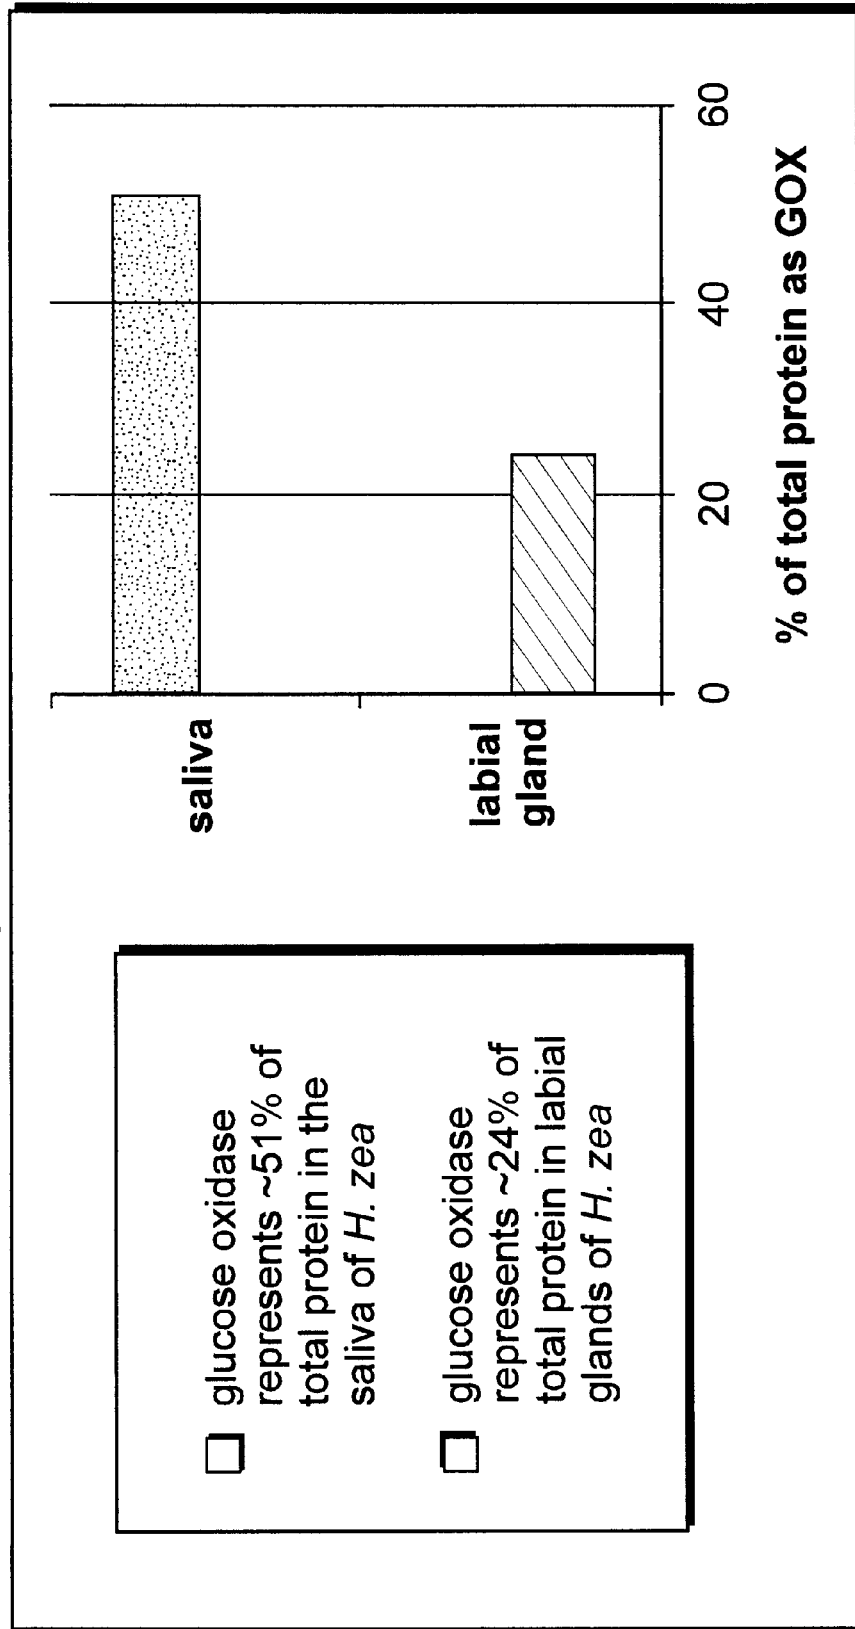 glucose oxidase
represents ~51% of
total protein in the
saliva of H. zea
glucose oxidase
represents ~24% of
total protein in labial
glands of H. zea
saliva
labial
gland
0 20 40 60
% of total protein as GOX